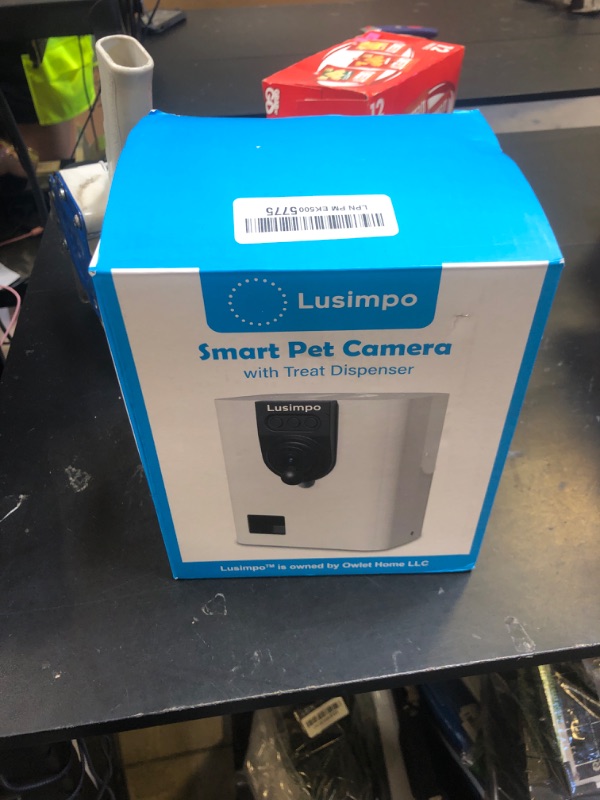 12
LPN PM EK5005775
Lusimpo
Smart Pet Camera
with Treat Dispenser
Lusimpo
Lusimpo™ is owned by Owlet Home LLC